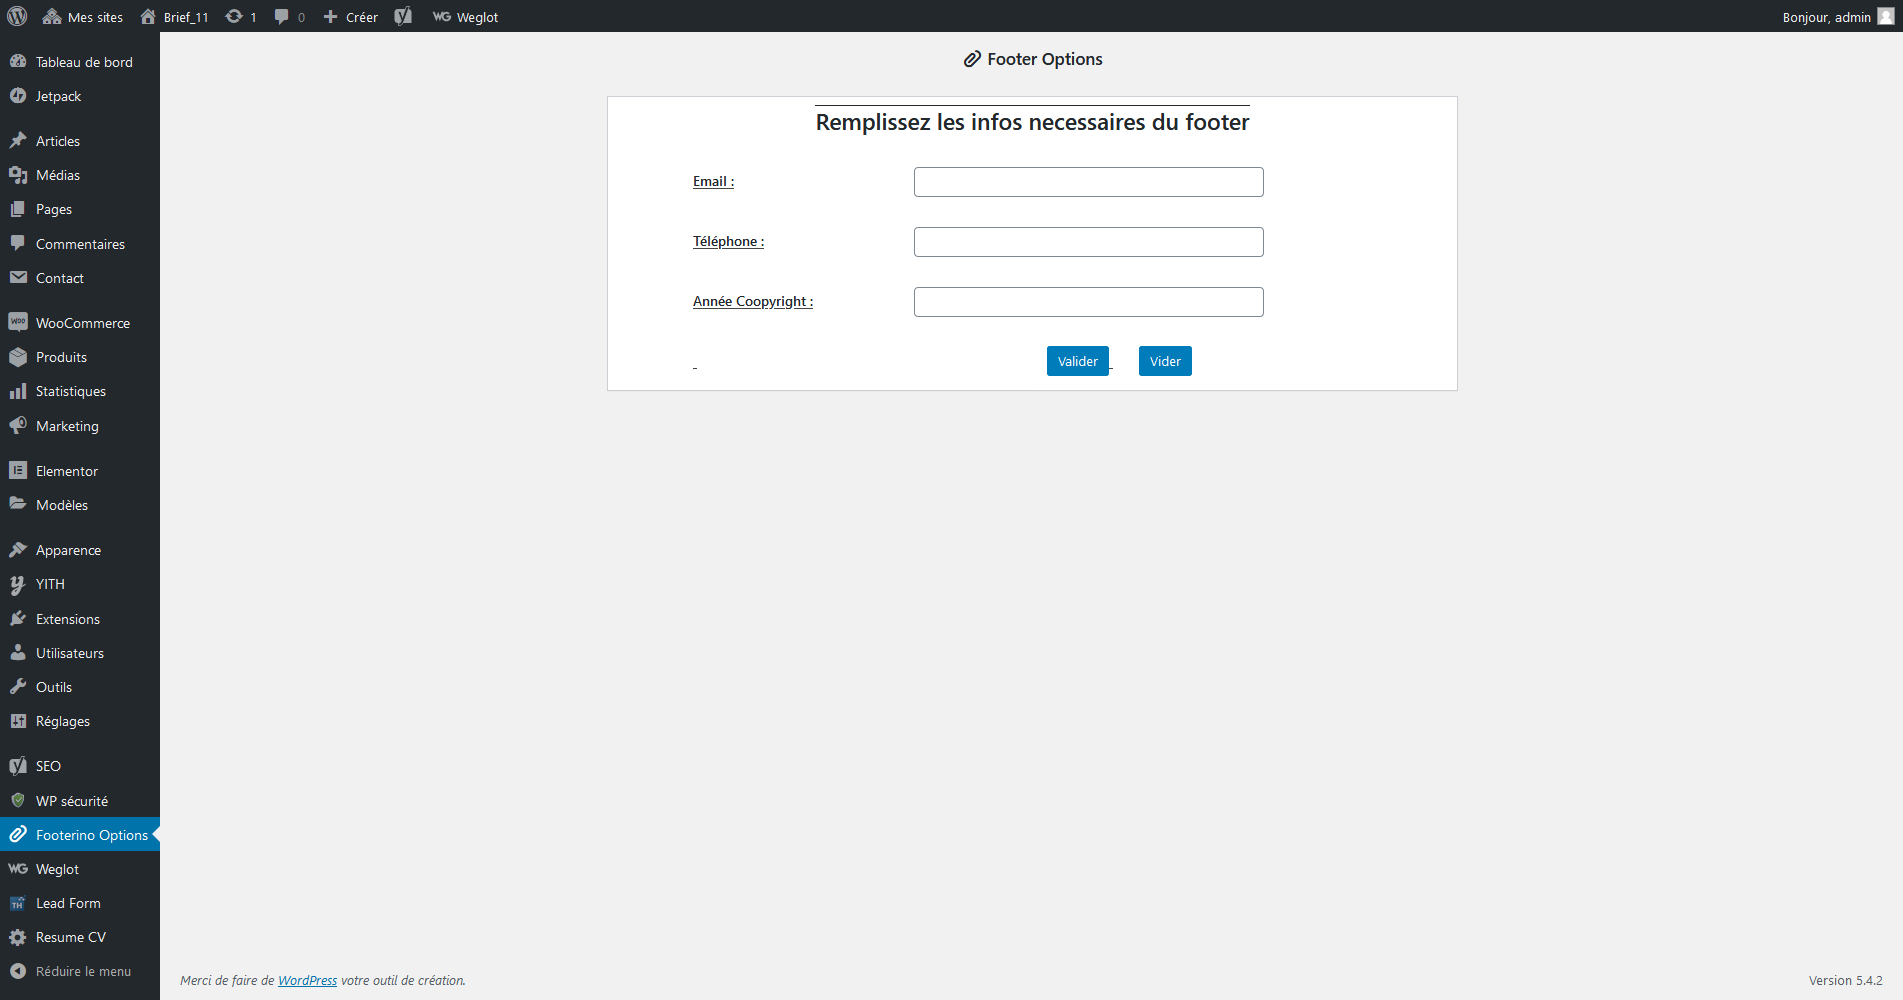 Mes sites
Brief_11
1
0
Créer
WG Weglot
Bonjour, admin
Tableau de bord
Jetpack
Articles
Médias
Pages
Commentaires
Contact
WooCommerce
Produits
Statistiques
Marketing
Elementor
Modèles
Apparence
YITH
Extensions
Utilisateurs
Outils
Réglages
SEO
WP sécurité
Footerino Options
WG Weglot
TH Lead Form
Resume CV
Réduire le menu
Footer Options
Remplissez les infos necessaires du footer
Email :
Téléphone :
Année Coopyright :
Valider
Vider
Merci de faire de WordPress votre outil de création.
Version 5.4.2